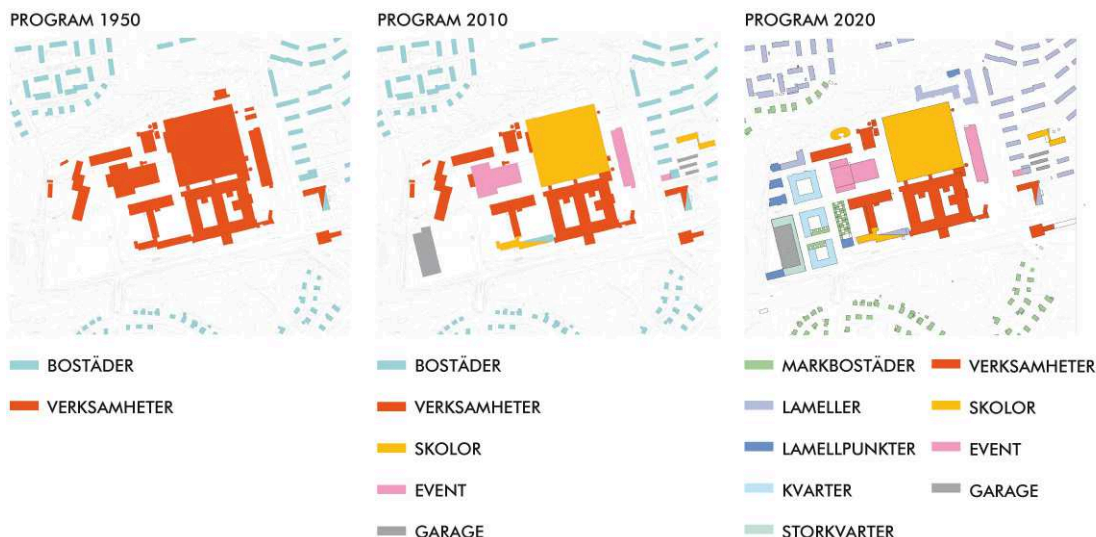 PROGRAM 1950
BOSTÄDER
VERKSAMHETER
PROGRAM 2010
BOSTÄDER
VERKSAMHETER
SKOLOR
EVENT
GARAGE
PROGRAM 2020
MARKBOSTÄDER
LAMELLER
LAMELLPUNKTER
KVARTER
STORKVARTER
VERKSAMHETER
SKOLOR
EVENT
GARAGE